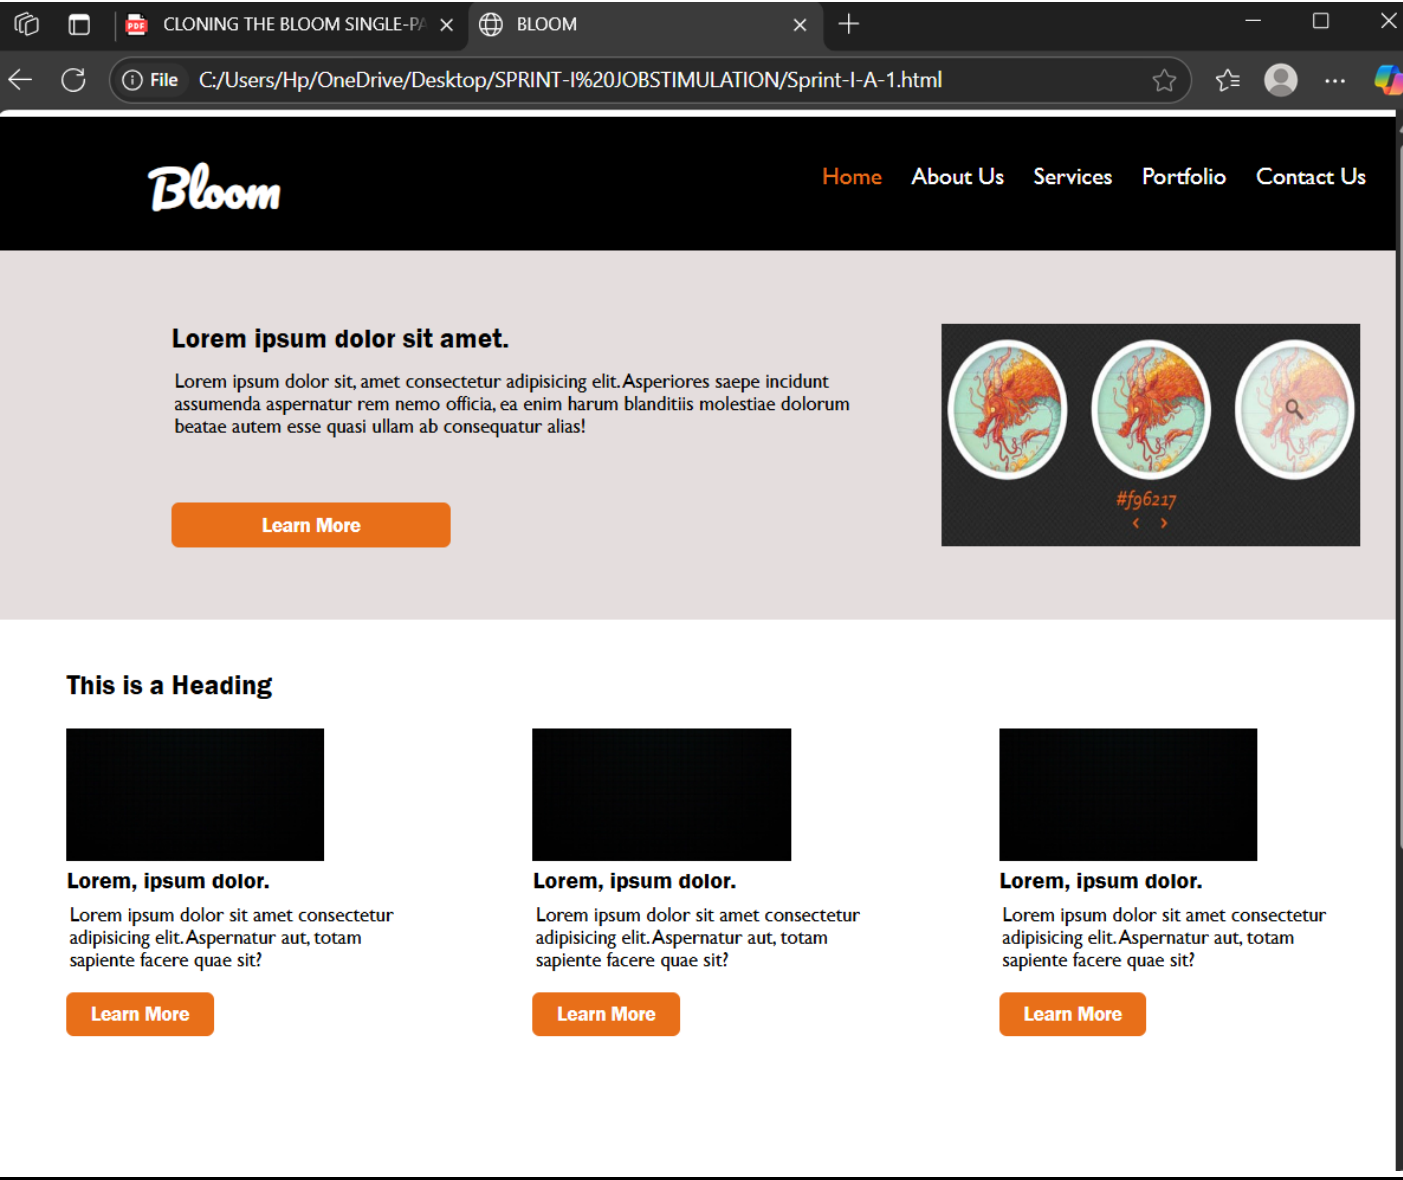 CLONING THE BLOOM SINGLE-PA
BLOOM
File C:/Users/Hp/OneDrive/Desktop/SPRINT-I%20JOBSTIMULATION/Sprint-I-A-1.html
Bloom
Home About Us Services Portfolio Contact Us
Lorem ipsum dolor sit amet.
Lorem ipsum dolor sit, amet consectetur adipisicing elit. Asperiores saepe incidunt
assumenda aspernatur rem nemo officia, ea enim harum blanditiis molestiae dolorum
beatae autem esse quasi ullam ab consequatur alias!
Learn More
#f96217
This is a Heading
Lorem, ipsum dolor.
Lorem ipsum dolor sit amet consectetur
adipisicing elit. Aspernatur aut, totam
sapiente facere quae sit?
Learn More
Lorem, ipsum dolor.
Lorem ipsum dolor sit amet consectetur
adipisicing elit. Aspernatur aut, totam
sapiente facere quae sit?
Learn More
Lorem, ipsum dolor.
Lorem ipsum dolor sit amet consectetur
adipisicing elit. Aspernatur aut, totam
sapiente facere quae sit?
Learn More